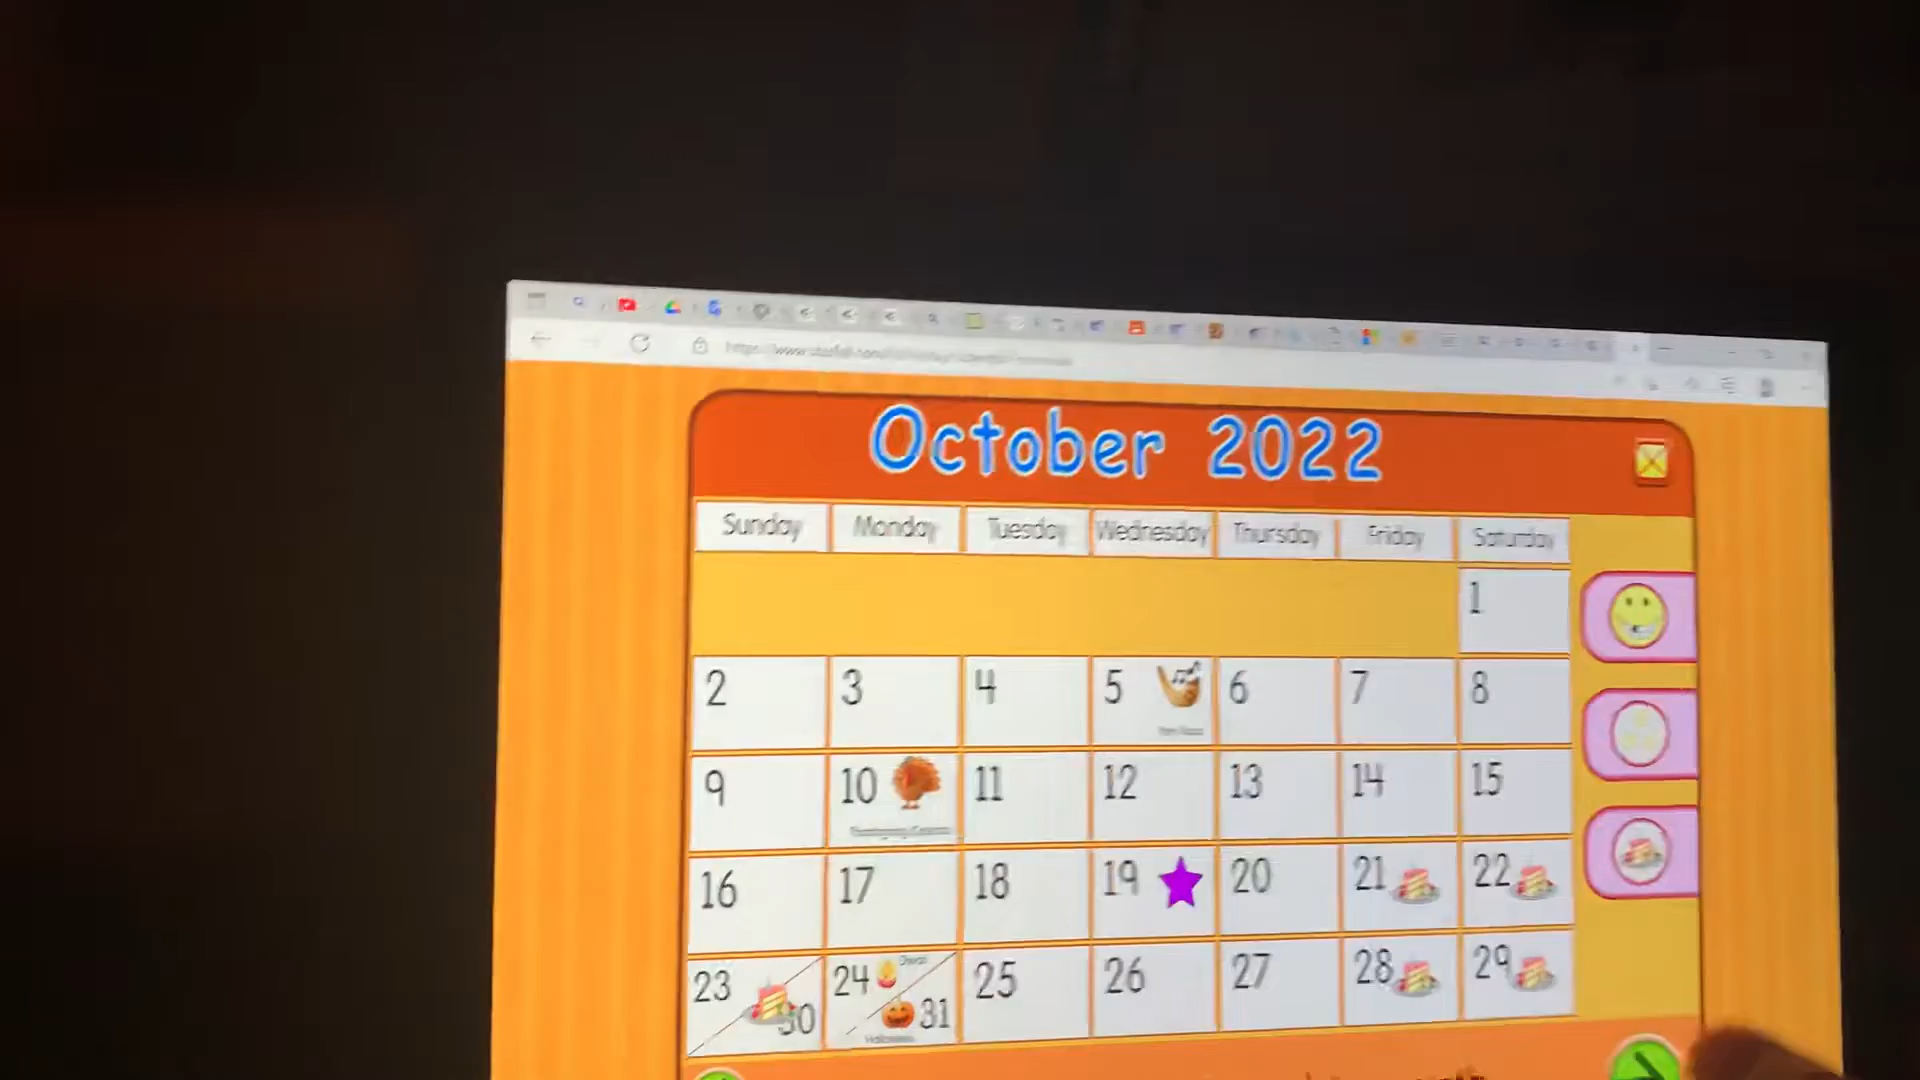 October 2022
Sunday Monday Tuesday Wednesday Thursday Friday Saturday
1
2 3 4 5 6 7 8
9 10 11 12 13 14 15
16 17 18 19 20 21 22
23 30 24 Diwali 31 25 26 27 28 29
Halloween